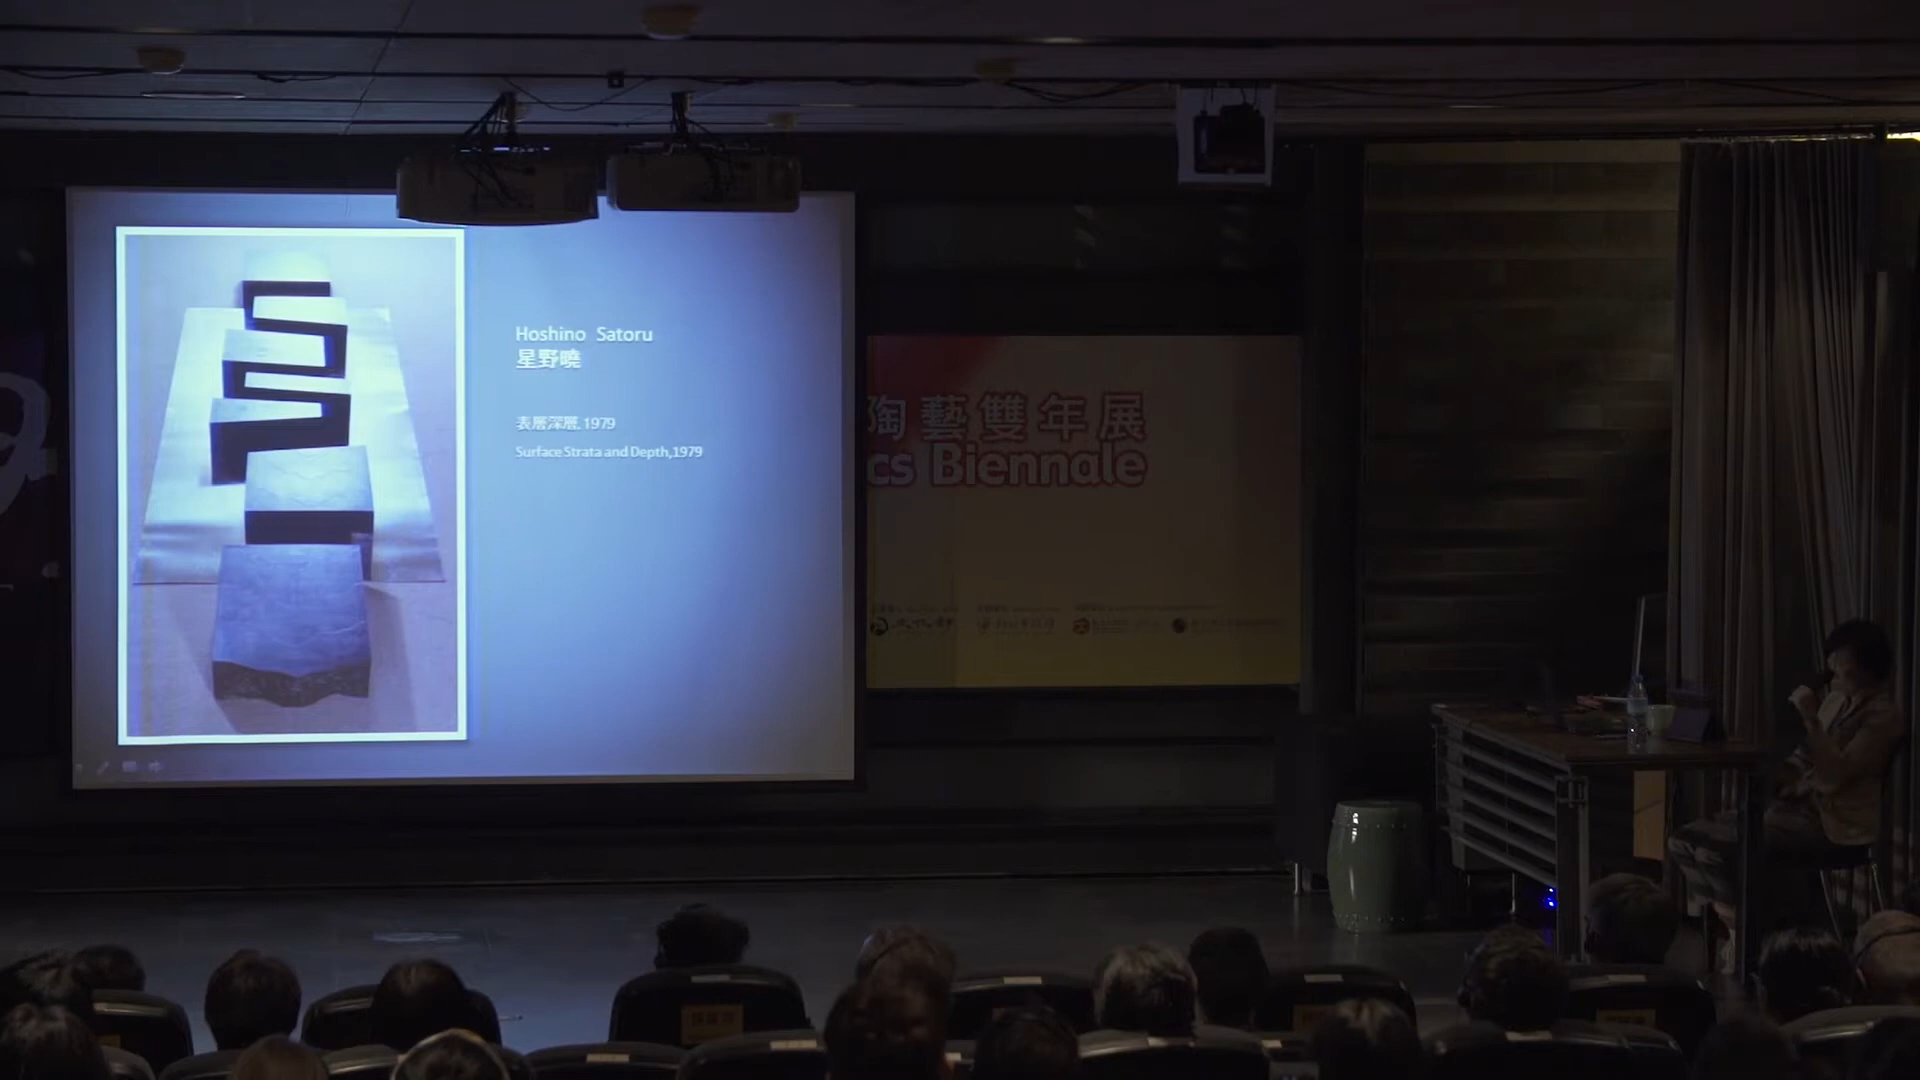 Hoshino Satoru
星野曉
表層深層, 1979
Surface Strata and Depth,1979
陶藝雙年展
cs Biennale